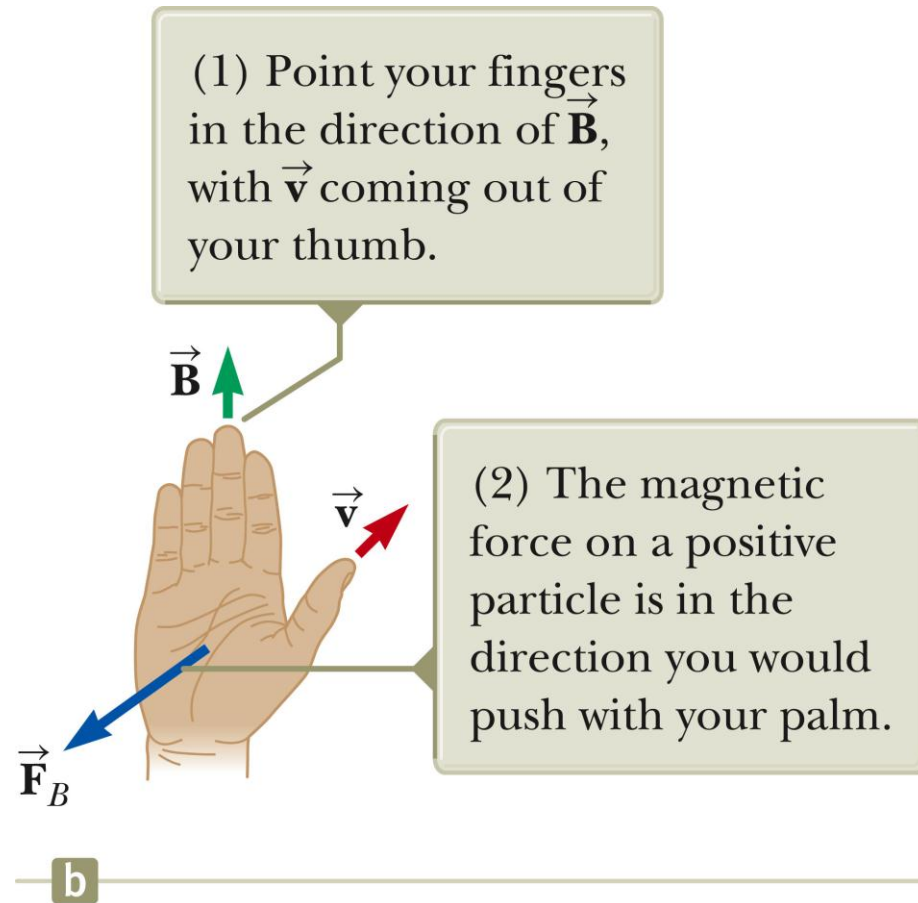 (1) Point your fingers
in the direction of B⃗,
with v⃗ coming out of
your thumb.
B⃗
v⃗
(2) The magnetic
force on a positive
particle is in the
direction you would
push with your palm.
F⃗_B
b